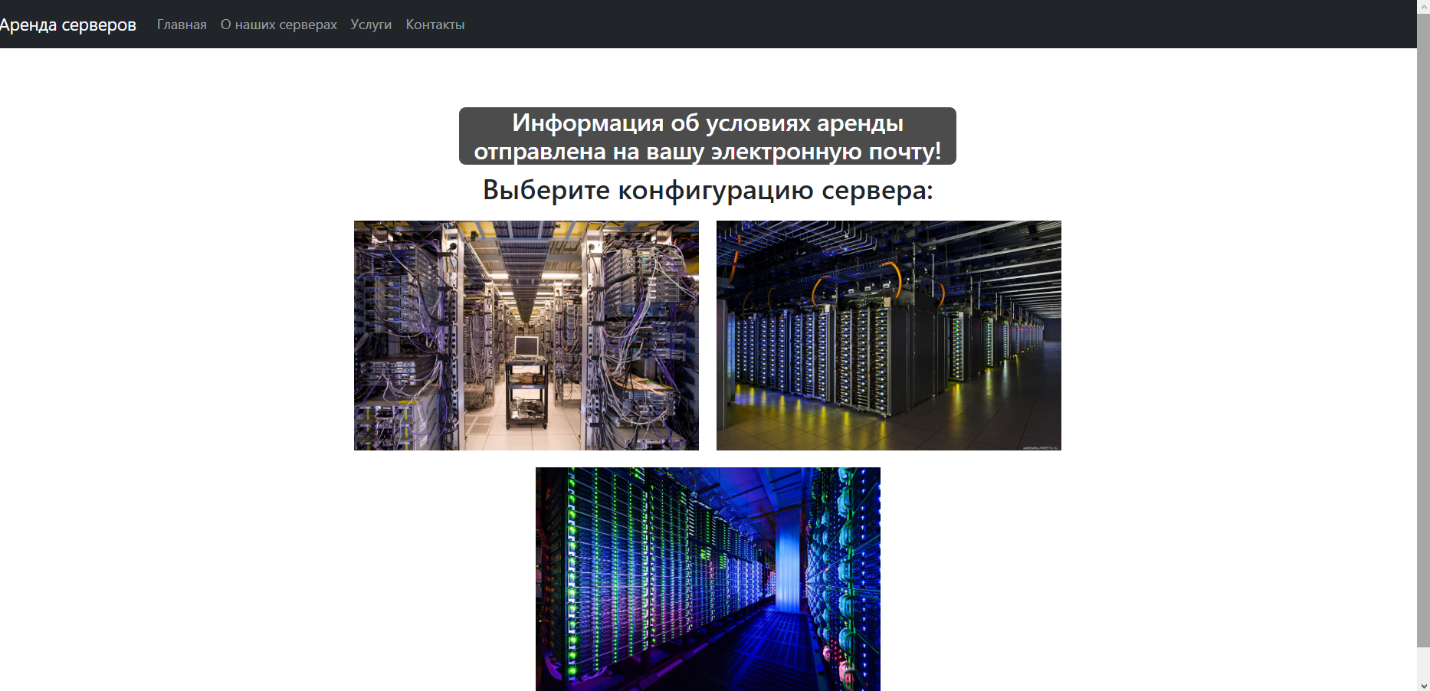 Аренда серверов Главная О наших серверах Услуги Контакты
Информация об условиях аренды
отправлена на вашу электронную почту!
Выберите конфигурацию сервера: